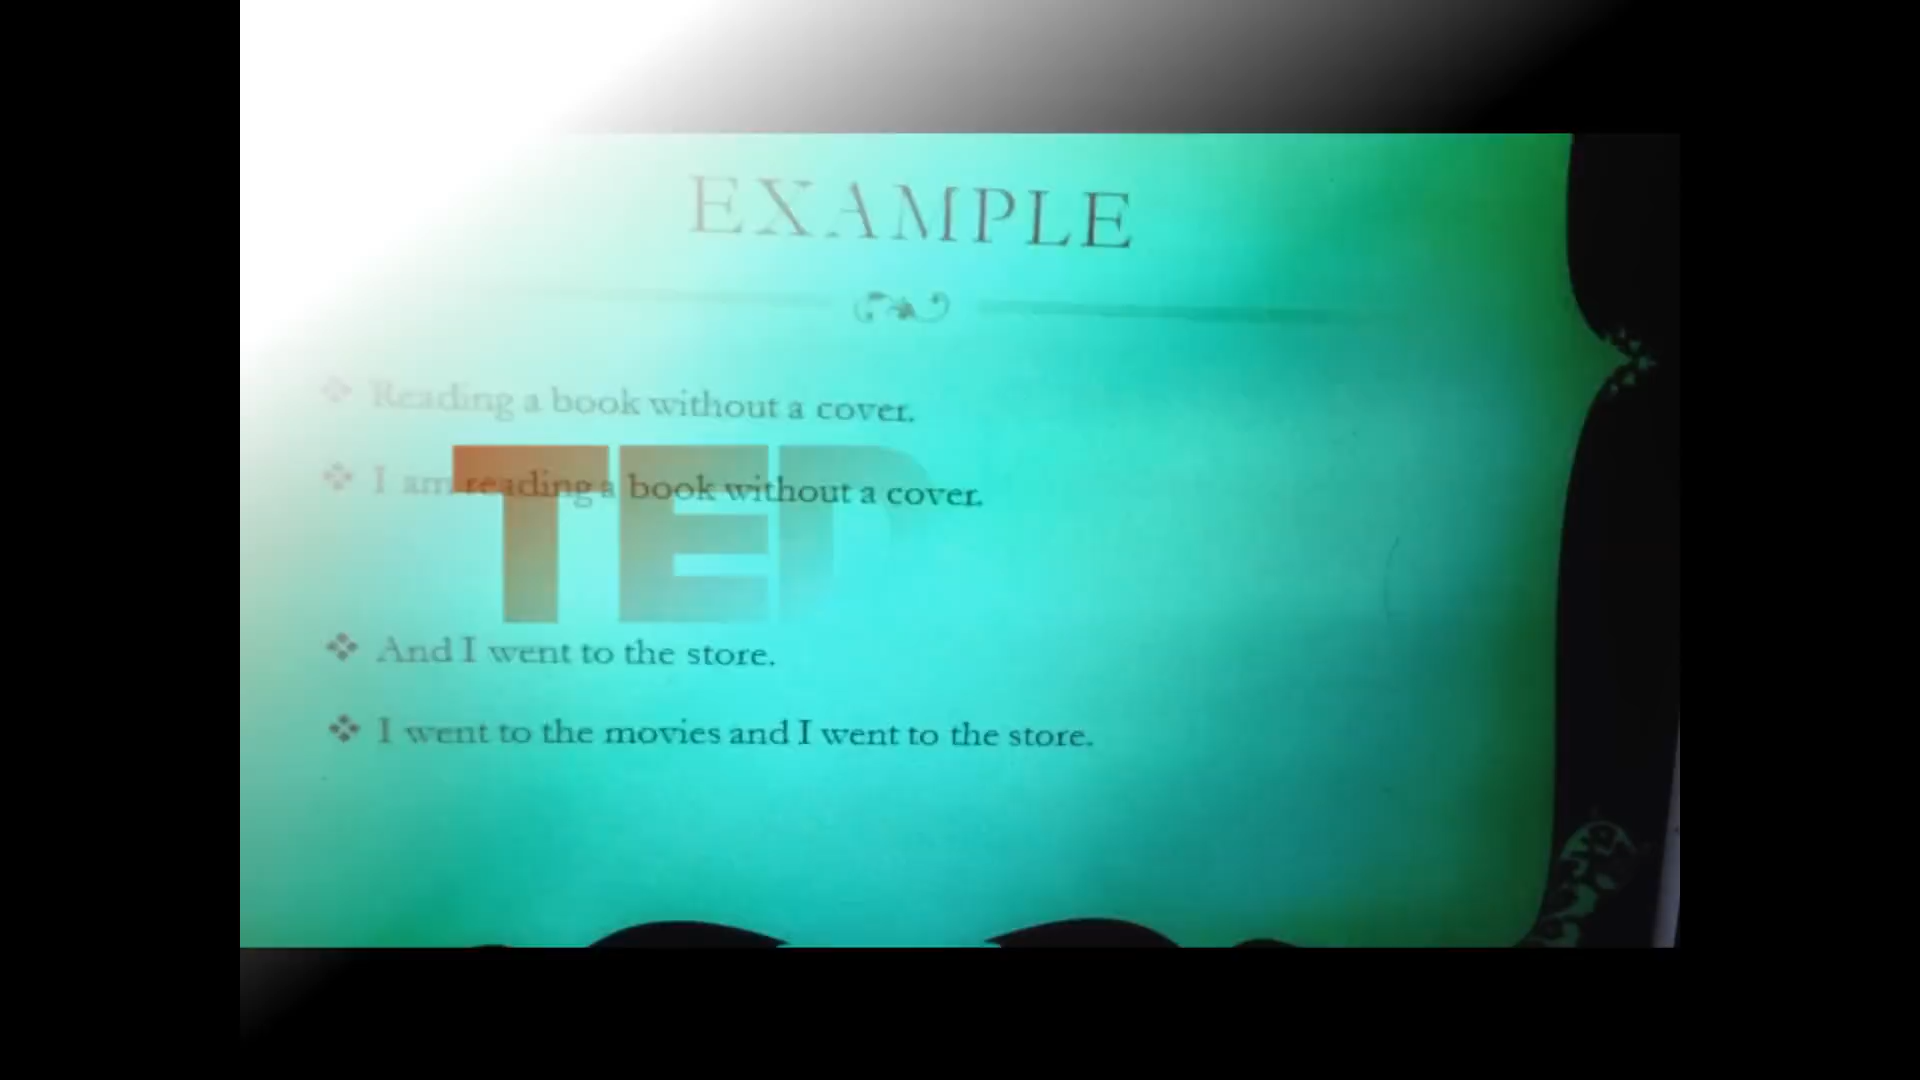 EXAMPLE
Reading a book without a cover.
I am reading a book without a cover.
TED
And I went to the store.
I went to the movies and I went to the store.